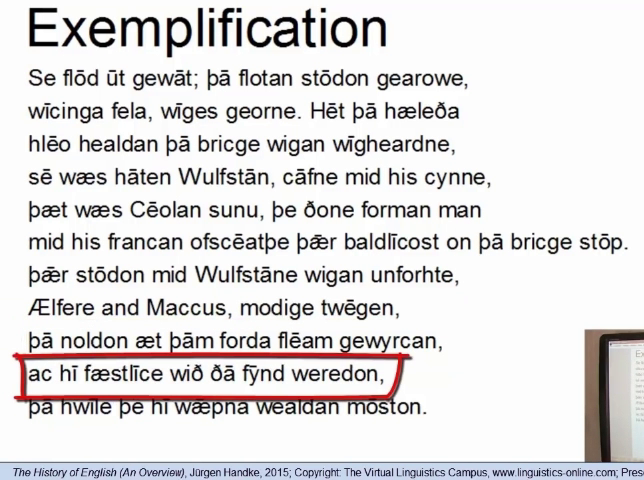 Exemplification
Se flōd ūt gewāt; þā flotan stōdon gearowe,
wīcinga fela, wīges georne. Hēt þā hæleða
hlēo healdan þā bricge wigan wīgheardne,
sē wæs hāten Wulfstān, cāfne mid his cynne,
þæt wæs Cēolan sunu, þe ðone forman man
mid his francan ofscēatþe þǣr baldlīcost on þā bricge stōp.
þǣr stōdon mid Wulfstāne wigan unforhte,
Ælfere and Maccus, modige twēgen,
þā noldon æt þām forda flēam gewyrcan,
ac hī fæstlīce wið ðā fȳnd weredon,
þā hwīle þe hī wǣpna wealdan mōston.
The History of English (An Overview), Jürgen Handke, 2015; Copyright: The Virtual Linguistics Campus, www.linguistics-online.com; Pres